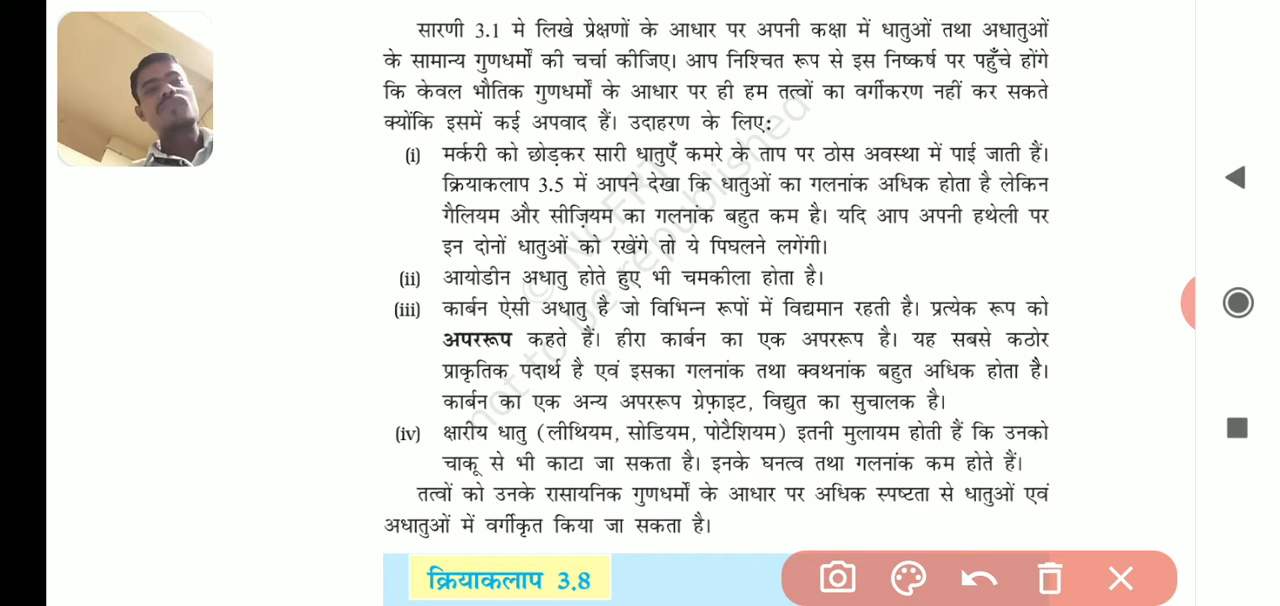 सारणी 3.1 मे लिखे प्रेक्षणों के आधार पर अपनी कक्षा में धातुओं तथा अधातुओं
के सामान्य गुणधर्मों की चर्चा कीजिए। आप निश्चित रूप से इस निष्कर्ष पर पहुँचे होंगे
कि केवल भौतिक गुणधर्मों के आधार पर ही हम तत्वों का वर्गीकरण नहीं कर सकते
क्योंकि इसमें कई अपवाद हैं। उदाहरण के लिए:
(i) मर्करी को छोड़कर सारी धातुएँ कमरे के ताप पर ठोस अवस्था में पाई जाती हैं।
क्रियाकलाप 3.5 में आपने देखा कि धातुओं का गलनांक अधिक होता है लेकिन
गैलियम और सीज़ियम का गलनांक बहुत कम है। यदि आप अपनी हथेली पर
इन दोनों धातुओं को रखेंगे तो ये पिघलने लगेंगी।
(ii) आयोडीन अधातु होते हुए भी चमकीला होता है।
(iii) कार्बन ऐसी अधातु है जो विभिन्न रूपों में विद्यमान रहती है। प्रत्येक रूप को
अपररूप कहते हैं। हीरा कार्बन का एक अपररूप है। यह सबसे कठोर
प्राकृतिक पदार्थ है एवं इसका गलनांक तथा क्वथनांक बहुत अधिक होता है।
कार्बन का एक अन्य अपररूप ग्रेफ़ाइट, विद्युत का सुचालक है।
(iv) क्षारीय धातु (लीथियम, सोडियम, पोटैशियम) इतनी मुलायम होती हैं कि उनको
चाकू से भी काटा जा सकता है। इनके घनत्व तथा गलनांक कम होते हैं।
तत्वों को उनके रासायनिक गुणधर्मों के आधार पर अधिक स्पष्टता से धातुओं एवं
अधातुओं में वर्गीकृत किया जा सकता है।
क्रियाकलाप 3.8
© NCERT
not to be republished